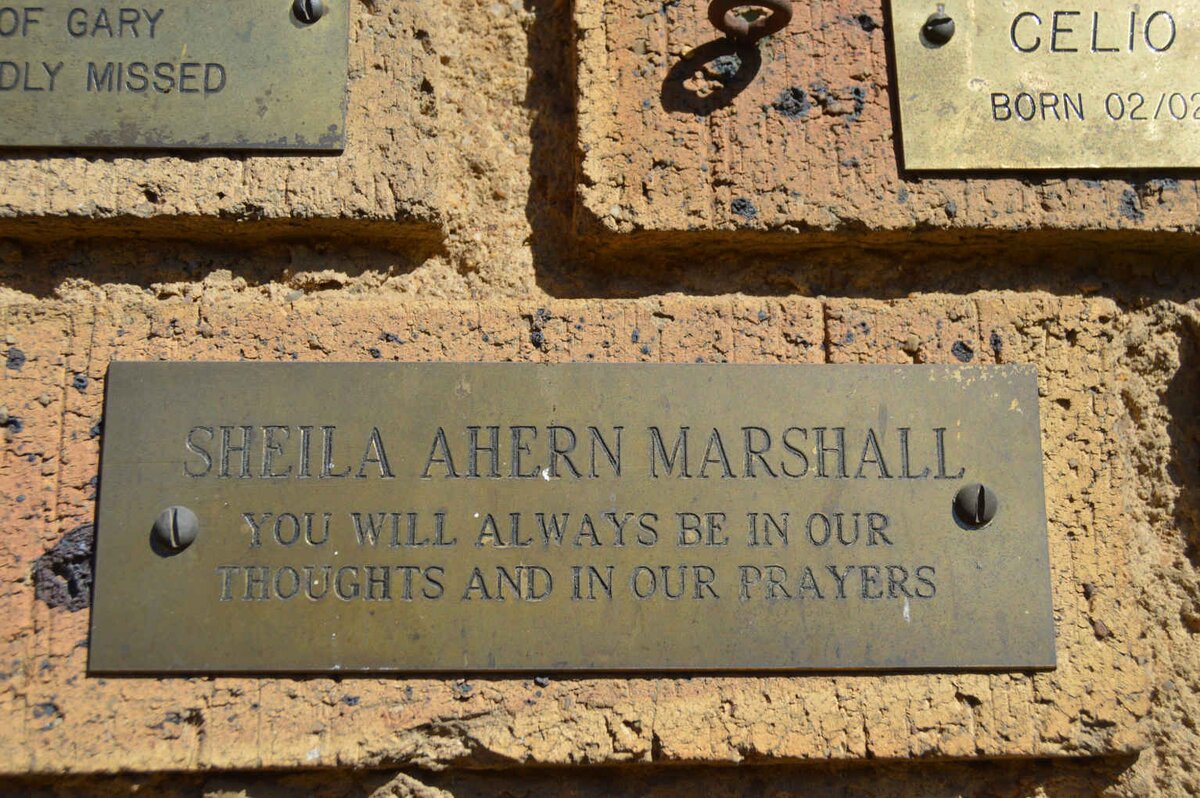 OF GARY
MISSED
CELIO
BORN 02/02
SHEILA AHERN MARSHALL
YOU WILL ALWAYS BE IN OUR
THOUGHTS AND IN OUR PRAYERS